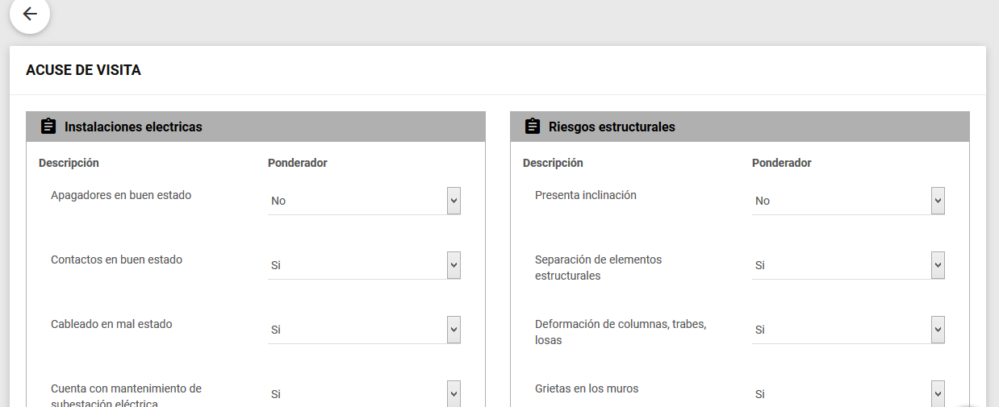 ACUSE DE VISITA
Instalaciones electricas
Descripción Ponderador
Apagadores en buen estado No
Contactos en buen estado Si
Cableado en mal estado Si
Cuenta con mantenimiento de Si
subestación eléctrica
Riesgos estructurales
Descripción Ponderador
Presenta inclinación No
Separación de elementos Si
estructurales
Deformación de columnas, trabes, Si
losas
Grietas en los muros Si